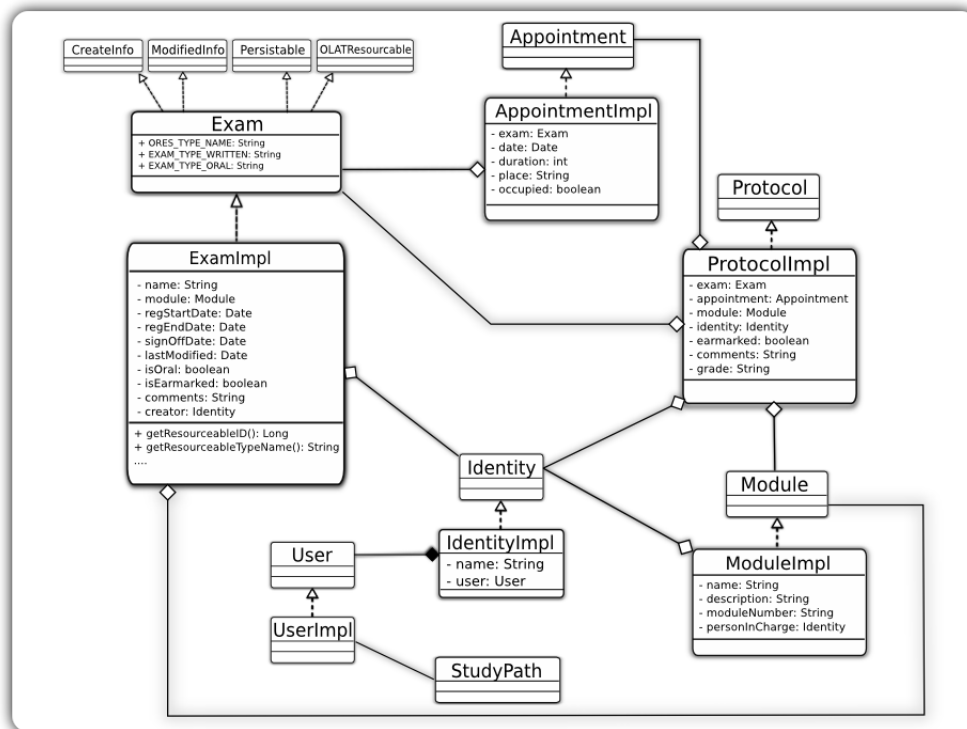 CreateInfo
ModifiedInfo
Persistable
OLATResourcable
Exam
+ ORES_TYPE_NAME: String
+ EXAM_TYPE_WRITTEN: String
+ EXAM_TYPE_ORAL: String
Appointment
AppointmentImpl
- exam: Exam
- date: Date
- duration: int
- place: String
- occupied: boolean
Protocol
ProtocolImpl
- exam: Exam
- appointment: Appointment
- module: Module
- identity: Identity
- earmarked: boolean
- comments: String
- grade: String
ExamImpl
- name: String
- module: Module
- regStartDate: Date
- regEndDate: Date
- signOffDate: Date
- lastModified: Date
- isOral: boolean
- isEarmarked: boolean
- comments: String
- creator: Identity
+ getResourceableID(): Long
+ getResourceableTypeName(): String
....
Identity
Module
IdentityImpl
- name: String
- user: User
User
ModuleImpl
- name: String
- description: String
- moduleNumber: String
- personInCharge: Identity
UserImpl
StudyPath